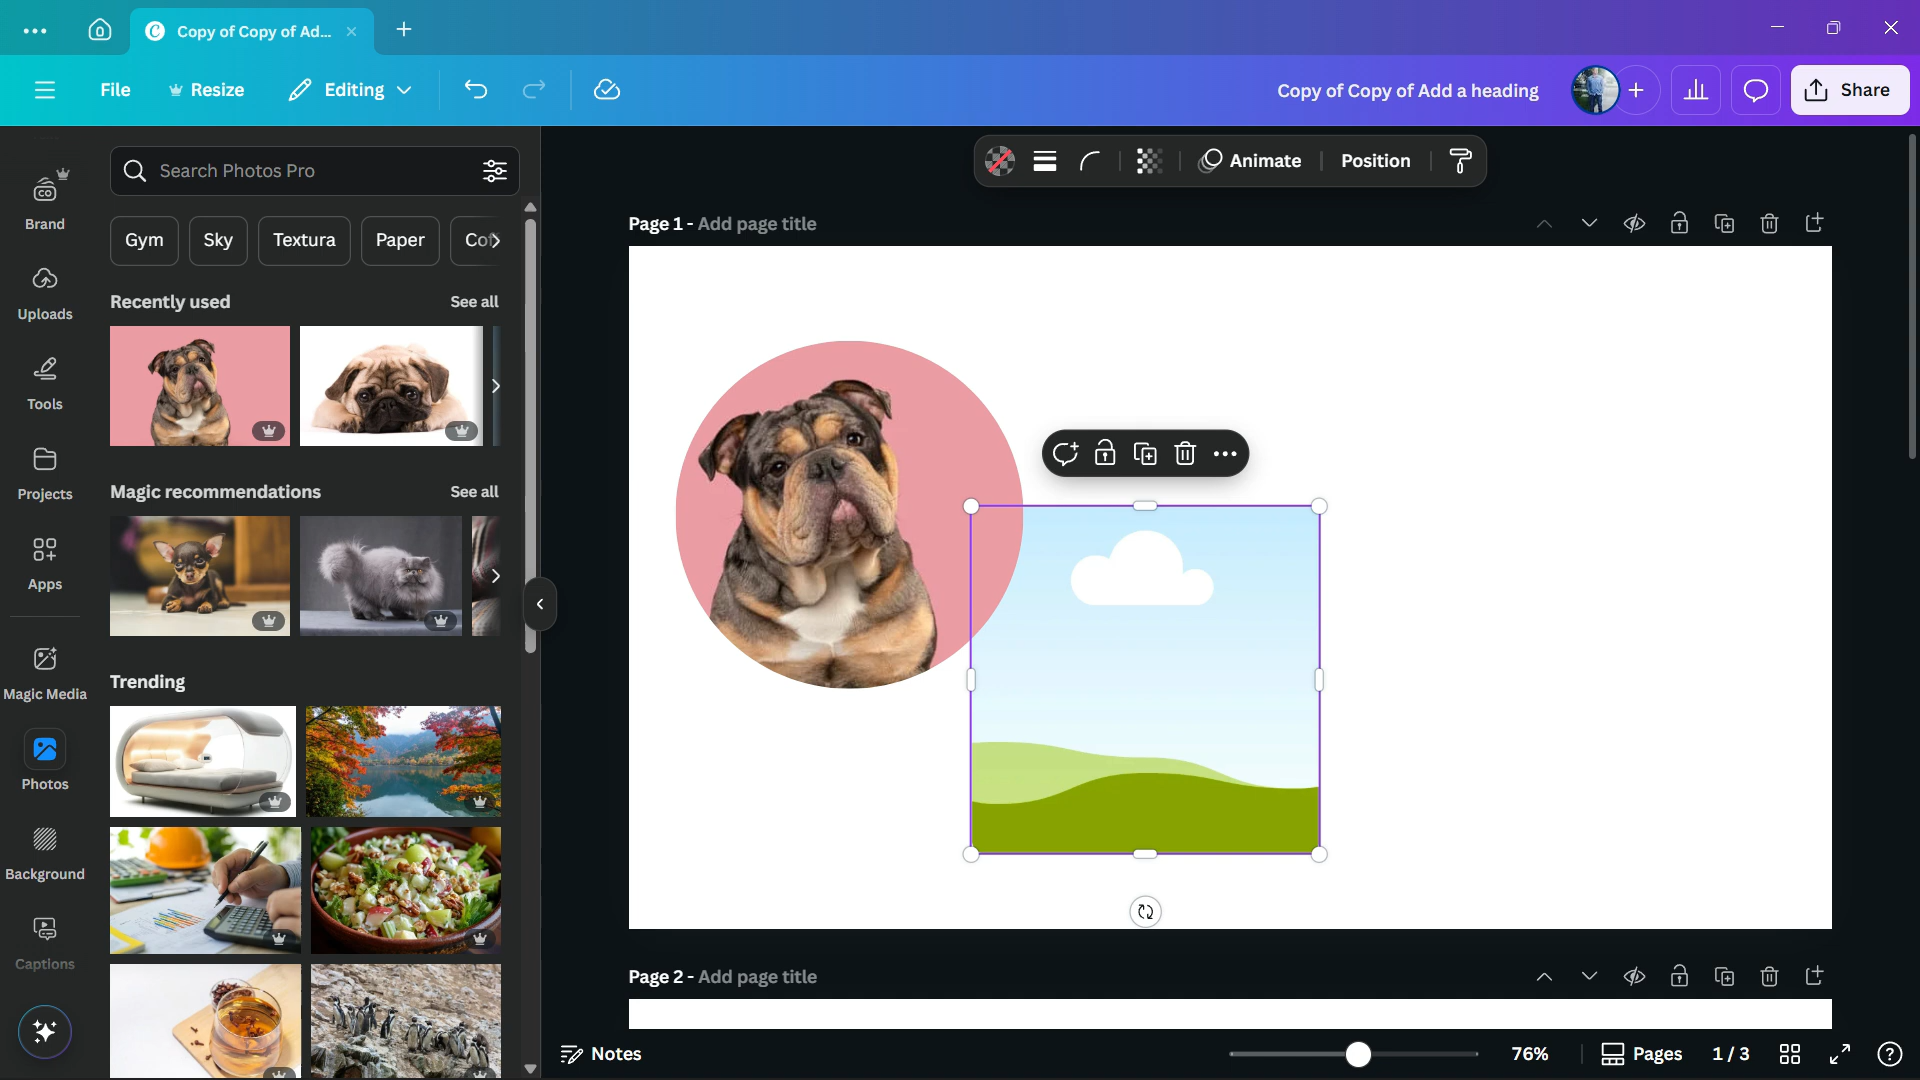 Copy of Copy of Ad...
File
Resize
Editing
Copy of Copy of Add a heading
Share
Brand
Uploads
Tools
Projects
Apps
Magic Media
Photos
Background
Captions
Search Photos Pro
Gym
Sky
Textura
Paper
Cof
Recently used
See all
Magic recommendations
See all
Trending
Animate
Position
Page 1 - Add page title
Page 2 - Add page title
Notes
76%
Pages
1 / 3